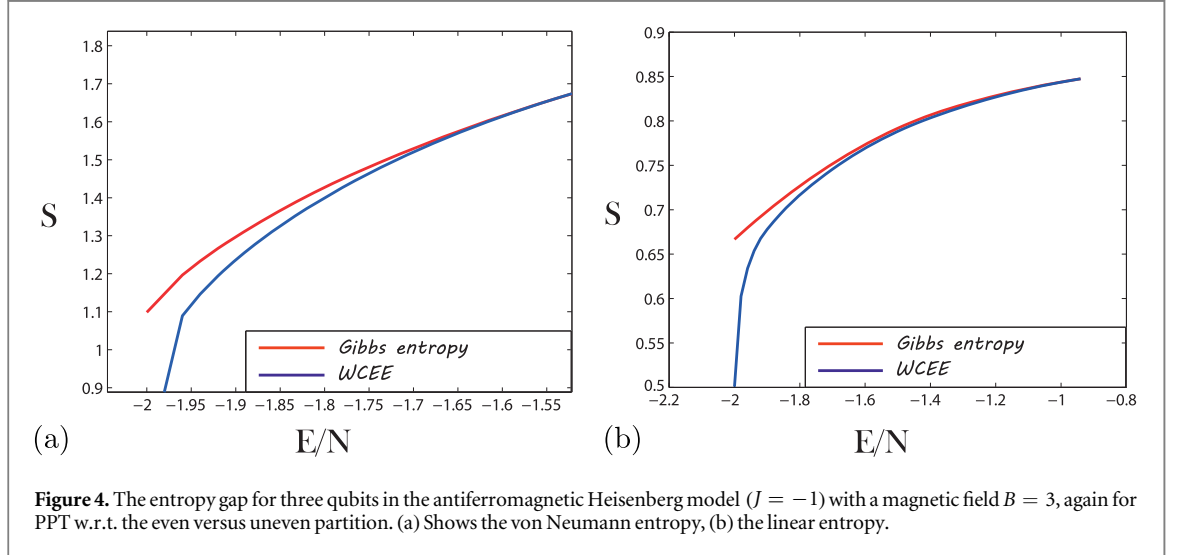 1.8
1.7
1.6
1.5
1.4
1.3
1.2
1.1
1
0.9
S
−2 −1.95 −1.9 −1.85 −1.8 −1.75 −1.7 −1.65 −1.6 −1.55
Gibbs entropy
WCEE
(a) E/N
0.9
0.85
0.8
0.75
0.7
0.65
0.6
0.55
0.5
S
−2.2 −2 −1.8 −1.6 −1.4 −1.2 −1 −0.8
Gibbs entropy
WCEE
(b) E/N
Figure 4. The entropy gap for three qubits in the antiferromagnetic Heisenberg model (J = −1) with a magnetic field B = 3, again for
PPT w.r.t. the even versus uneven partition. (a) Shows the von Neumann entropy, (b) the linear entropy.